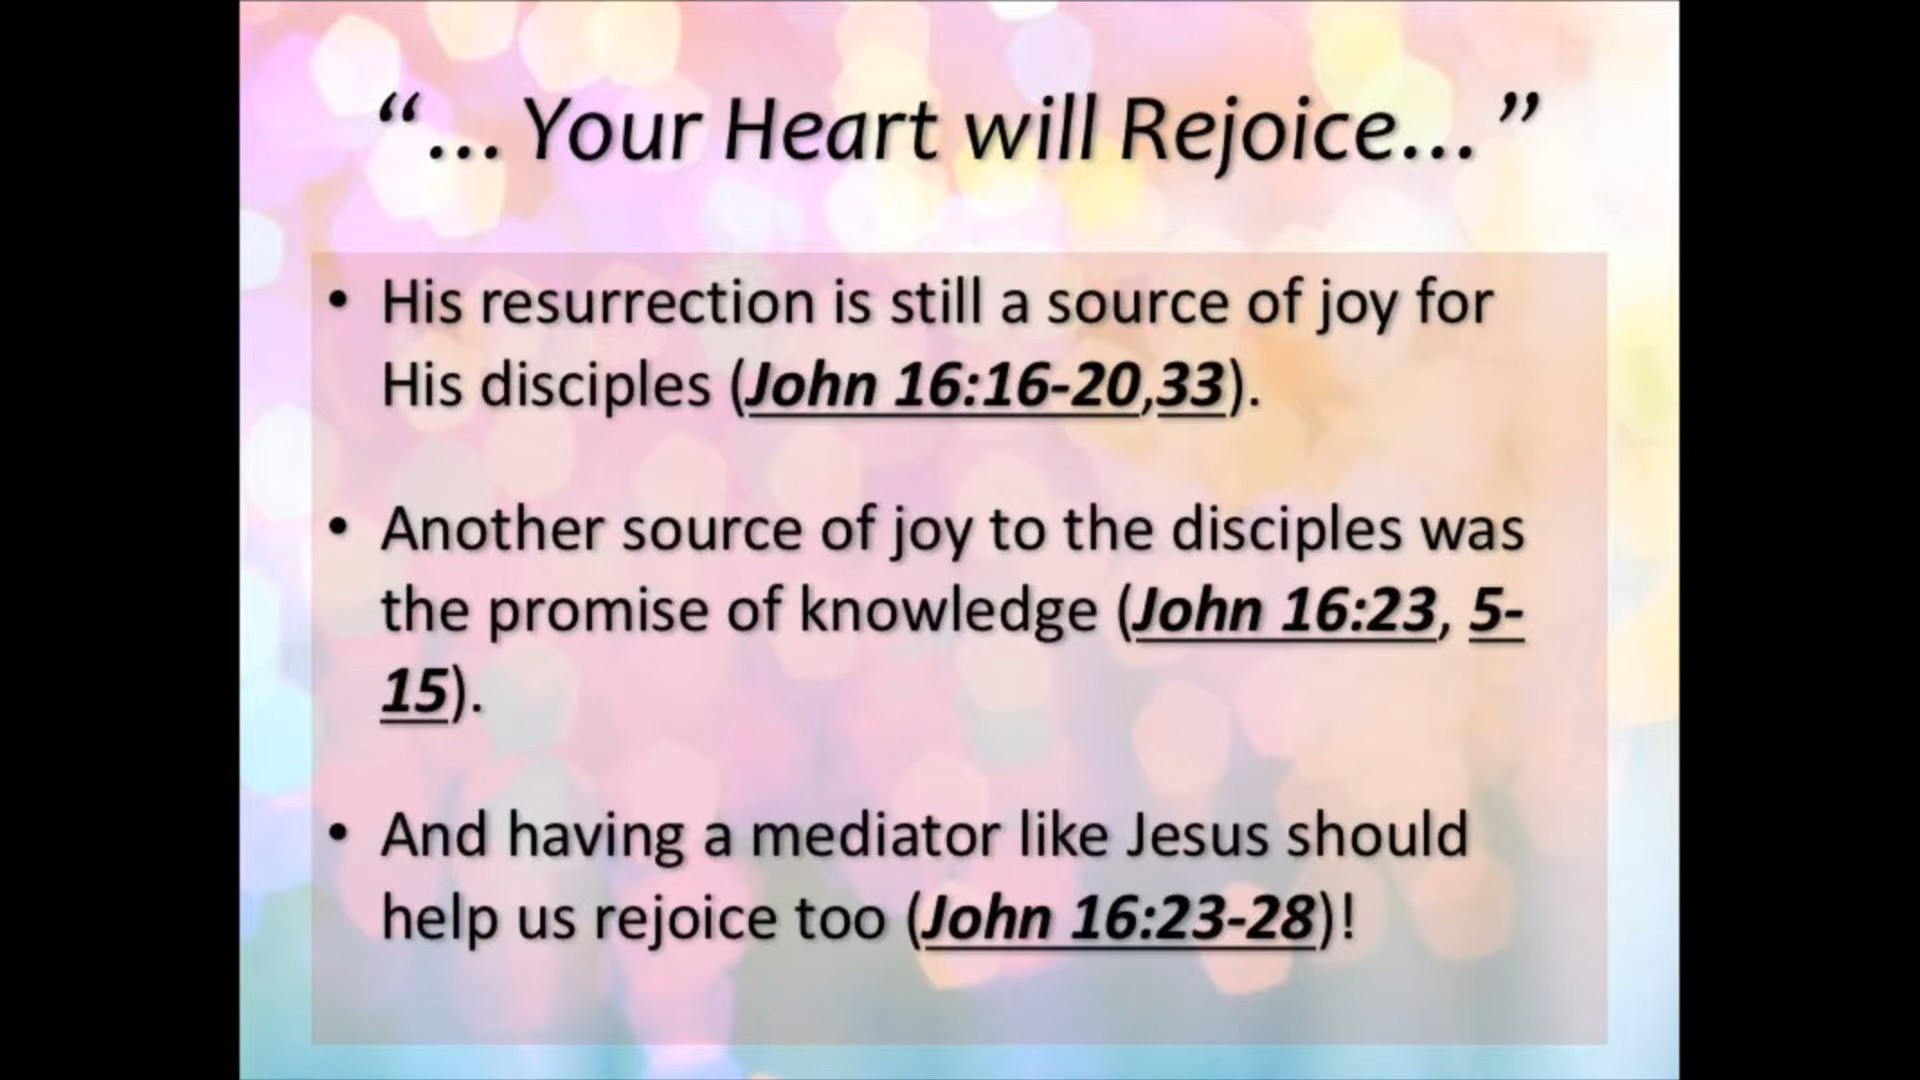 “... Your Heart will Rejoice... ”
• His resurrection is still a source of joy for
His disciples (John 16:16-20,33).
• Another source of joy to the disciples was
the promise of knowledge (John 16:23, 5-
15).
• And having a mediator like Jesus should
help us rejoice too (John 16:23-28)!